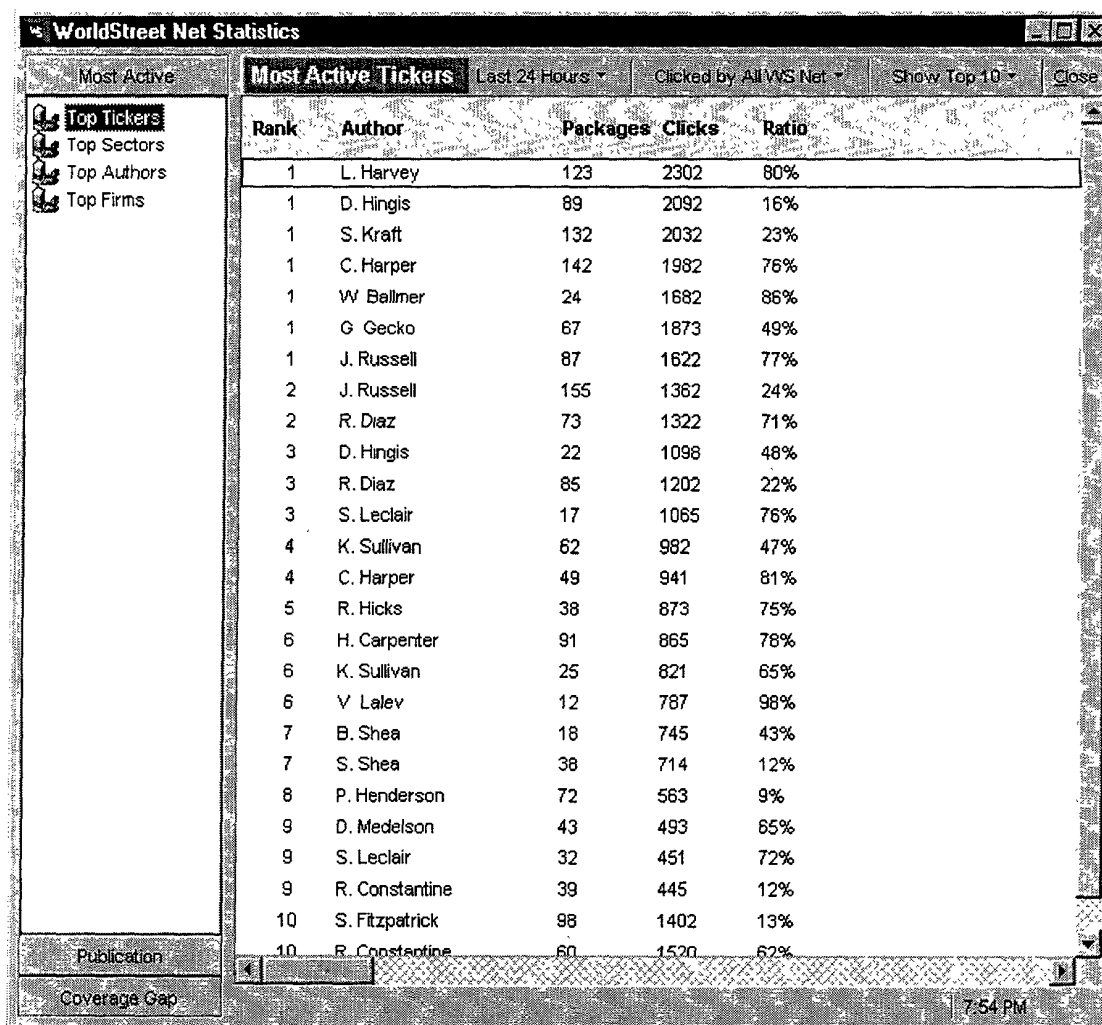 WS WorldStreet Net Statistics
Most Active Most Active Tickers Last 24 Hours Clicked by All WS Net Show Top 10 Close
Top Tickers
Top Sectors
Top Authors
Top Firms
Rank Author Packages Clicks Ratio
1 L. Harvey 123 2302 80%
1 D. Hingis 89 2092 16%
1 S. Kraft 132 2032 23%
1 C. Harper 142 1982 76%
1 W Ballmer 24 1682 86%
1 G Gecko 67 1873 49%
1 J. Russell 87 1622 77%
2 J. Russell 155 1362 24%
2 R. Diaz 73 1322 71%
3 D. Hingis 22 1098 48%
3 R. Diaz 85 1202 22%
3 S. Leclair 17 1065 76%
4 K. Sullivan 62 982 47%
4 C. Harper 49 941 81%
5 R. Hicks 38 873 75%
6 H. Carpenter 91 865 78%
6 K. Sullivan 25 821 65%
6 V Lalev 12 787 98%
7 B. Shea 18 745 43%
7 S. Shea 38 714 12%
8 P. Henderson 72 563 9%
9 D. Medelson 43 493 65%
9 S. Leclair 32 451 72%
9 R. Constantine 39 445 12%
10 S. Fitzpatrick 98 1402 13%
10 R. Constantine 60 1520 62%
Publication
Coverage Gap
7:54 PM